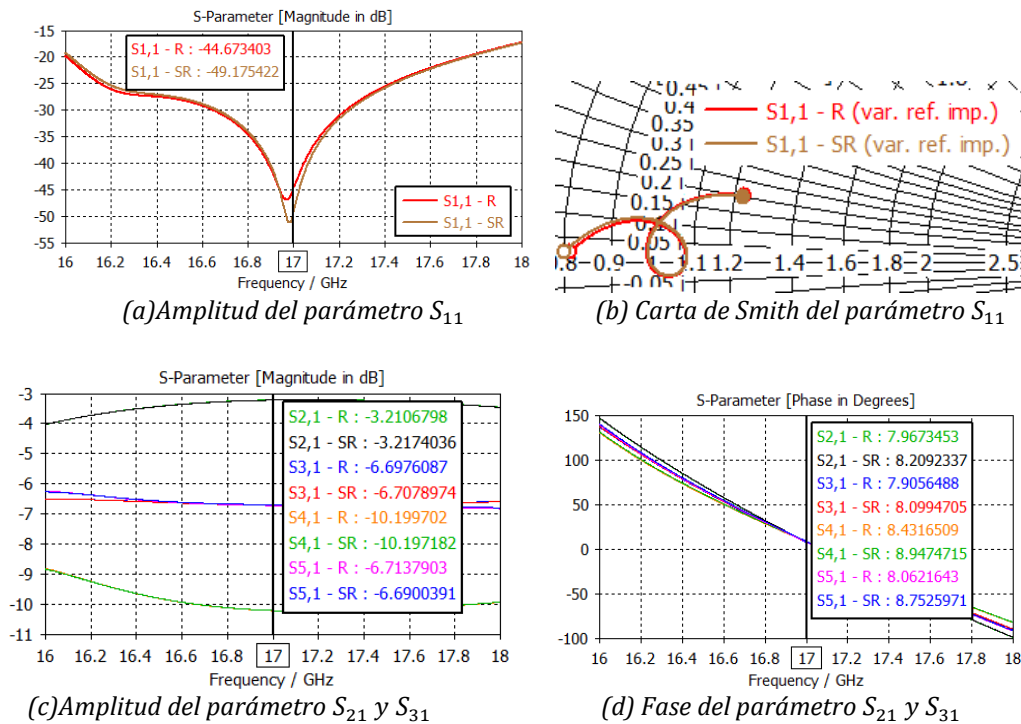 S-Parameter [Magnitude in dB]
-15
-20
-25
-30
-35
-40
-45
-50
-55
S1,1 - R : -44.673403
S1,1 - SR : -49.175422
S1,1 - R
S1,1 - SR
16 16.2 16.4 16.6 16.8 17 17.2 17.4 17.6 17.8 18
Frequency / GHz
(a)Amplitud del parámetro S11
0.4
0.35
0.25 i
0.2 i
0.15
0.1 i
0.05
-0.05
S1,1 - R (var. ref. imp.)
S1,1 - SR (var. ref. imp.)
0.8 0.9 1 1.1 1.2 1.4 1.6 1.8 2 2.5
(b) Carta de Smith del parámetro S11
S-Parameter [Magnitude in dB]
-3
-4
-5
-6
-7
-8
-9
-10
-11
S2,1 - R : -3.2106798
S2,1 - SR : -3.2174036
S3,1 - R : -6.6976087
S3,1 - SR : -6.7078974
S4,1 - R : -10.199702
S4,1 - SR : -10.197182
S5,1 - R : -6.7137903
S5,1 - SR : -6.6900391
16 16.2 16.4 16.6 16.8 17 17.2 17.4 17.6 17.8 18
Frequency / GHz
(c)Amplitud del parámetro S21 y S31
S-Parameter [Phase in Degrees]
150
100
50
0
-50
-100
S2,1 - R : 7.9673453
S2,1 - SR : 8.2092337
S3,1 - R : 7.9056488
S3,1 - SR : 8.0994705
S4,1 - R : 8.4316509
S4,1 - SR : 8.9474715
S5,1 - R : 8.0621643
S5,1 - SR : 8.7525971
16 16.2 16.4 16.6 16.8 17 17.2 17.4 17.6 17.8 18
Frequency / GHz
(d) Fase del parámetro S21 y S31